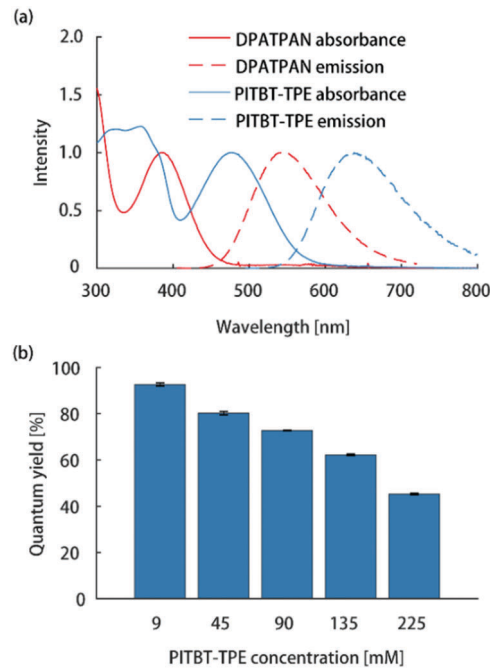 (a)
2.0
1.5
1.0
0.5
0
Intensity
DPATPAN absorbance
DPATPAN emission
PITBT-TPE absorbance
PITBT-TPE emission
300 400 500 600 700 800
Wavelength [nm]
(b)
100
80
60
40
20
0
Quantum yield [%]
9 45 90 135 225
PITBT-TPE concentration [mM]